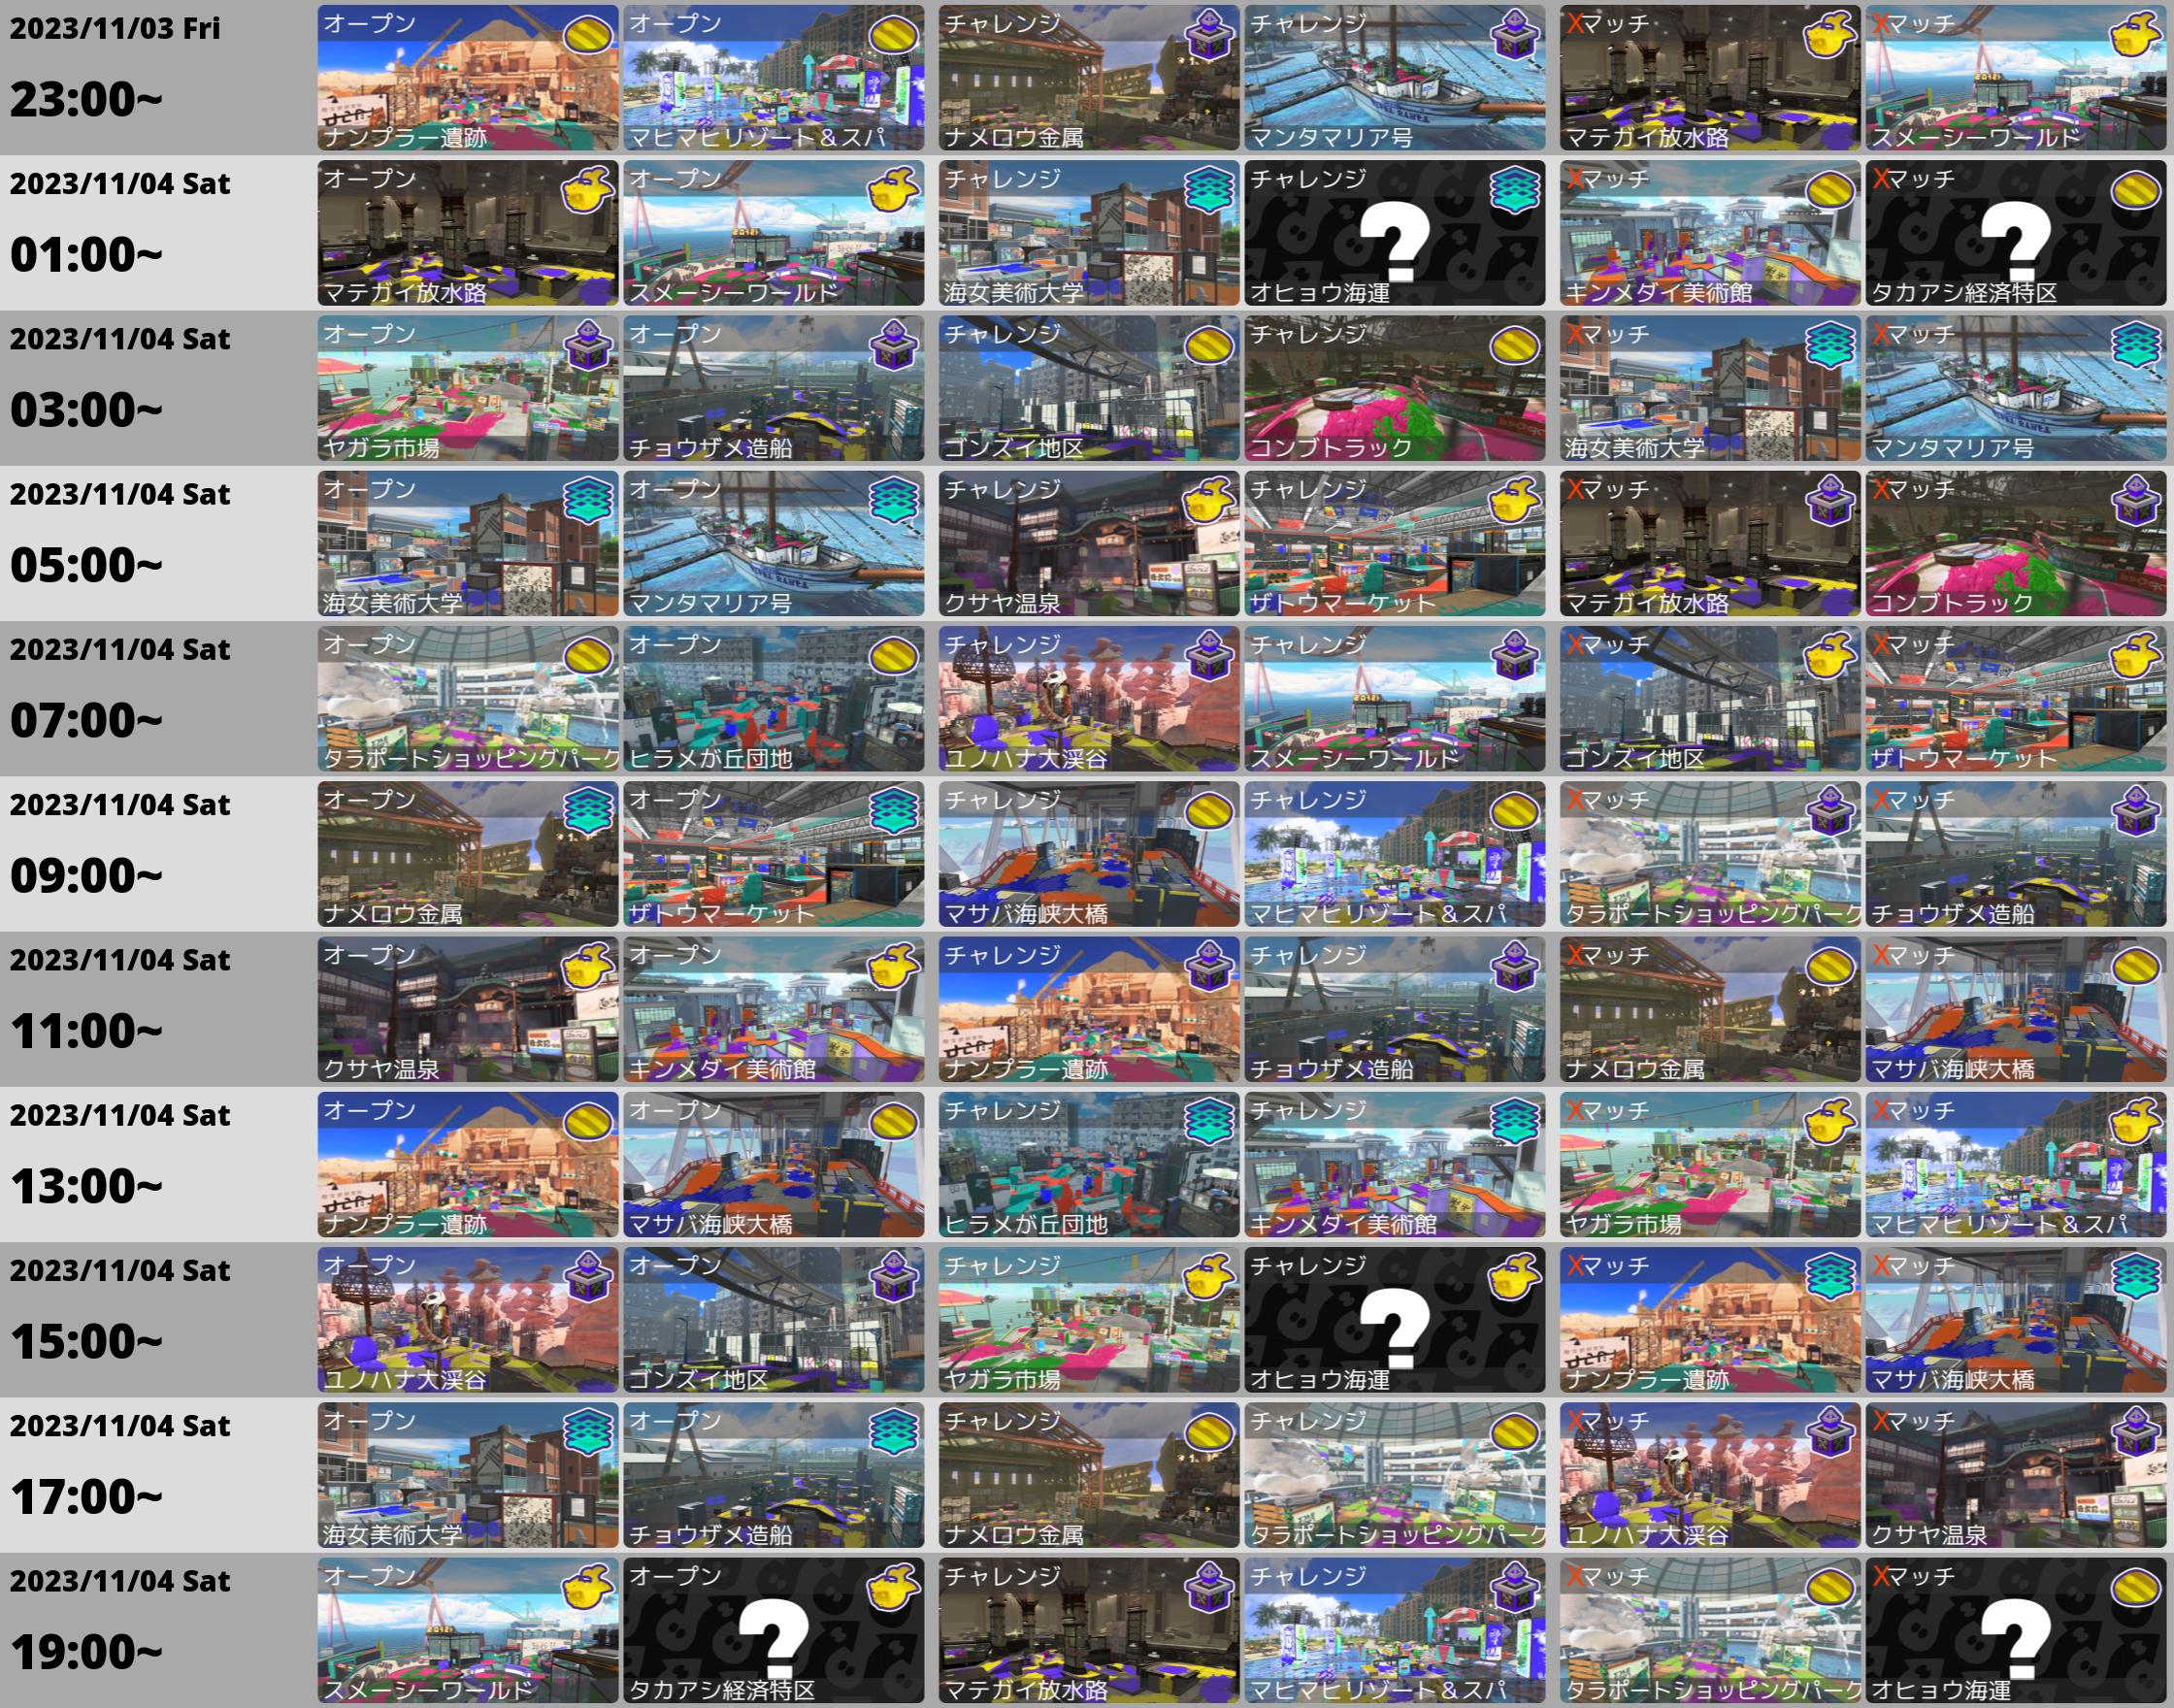 2023/11/03 Fri
23:00~
オープン オープン チャレンジ チャレンジ Xマッチ Xマッチ
ナンプラー遺跡 マヒマヒリゾート＆スパ ナメロウ金属 マンタマリア号 マテガイ放水路 スメーシーワールド
2023/11/04 Sat
01:00~
オープン オープン チャレンジ チャレンジ Xマッチ Xマッチ
マテガイ放水路 スメーシーワールド 海女美術大学 オヒョウ海運 キンメダイ美術館 タカアシ経済特区
2023/11/04 Sat
03:00~
オープン オープン チャレンジ チャレンジ Xマッチ Xマッチ
ヤガラ市場 チョウザメ造船 ゴンズイ地区 コンブトラック 海女美術大学 マンタマリア号
2023/11/04 Sat
05:00~
オープン オープン チャレンジ チャレンジ Xマッチ Xマッチ
海女美術大学 マンタマリア号 クサヤ温泉 ザトウマーケット マテガイ放水路 コンブトラック
2023/11/04 Sat
07:00~
オープン オープン チャレンジ チャレンジ Xマッチ Xマッチ
タラポートショッピングパーク ヒラメが丘団地 ユノハナ大渓谷 スメーシーワールド ゴンズイ地区 ザトウマーケット
2023/11/04 Sat
09:00~
オープン オープン チャレンジ チャレンジ Xマッチ Xマッチ
ナメロウ金属 ザトウマーケット マサバ海峡大橋 マヒマヒリゾート＆スパ タラポートショッピングパーク チョウザメ造船
2023/11/04 Sat
11:00~
オープン オープン チャレンジ チャレンジ Xマッチ Xマッチ
クサヤ温泉 キンメダイ美術館 ナンプラー遺跡 チョウザメ造船 ナメロウ金属 マサバ海峡大橋
2023/11/04 Sat
13:00~
オープン オープン チャレンジ チャレンジ Xマッチ Xマッチ
ナンプラー遺跡 マサバ海峡大橋 ヒラメが丘団地 キンメダイ美術館 ヤガラ市場 マヒマヒリゾート＆スパ
2023/11/04 Sat
15:00~
オープン オープン チャレンジ チャレンジ Xマッチ Xマッチ
ユノハナ大渓谷 ゴンズイ地区 ヤガラ市場 オヒョウ海運 ナンプラー遺跡 マサバ海峡大橋
2023/11/04 Sat
17:00~
オープン オープン チャレンジ チャレンジ Xマッチ Xマッチ
海女美術大学 チョウザメ造船 ナメロウ金属 タラポートショッピングパーク ユノハナ大渓谷 クサヤ温泉
2023/11/04 Sat
19:00~
オープン オープン チャレンジ チャレンジ Xマッチ Xマッチ
スメーシーワールド タカアシ経済特区 マテガイ放水路 マヒマヒリゾート＆スパ タラポートショッピングパーク オヒョウ海運